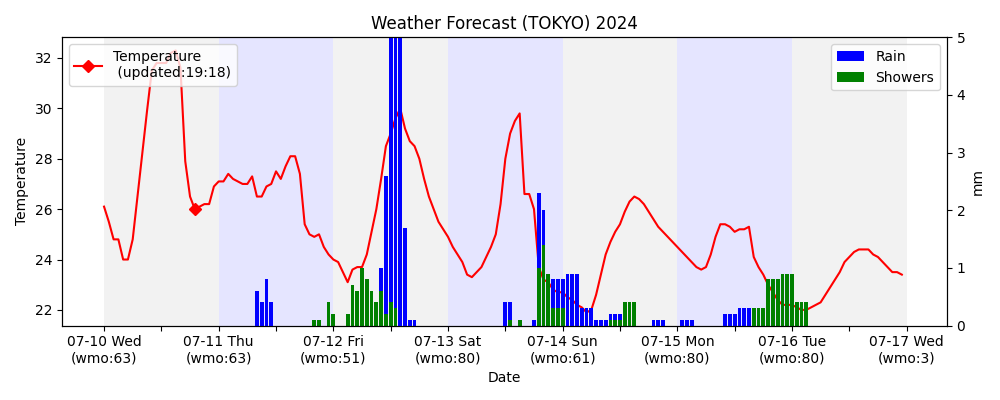 Weather Forecast (TOKYO) 2024
Temperature
(updated:19:18)
Rain
Showers
Temperature
32
30
28
26
24
22
5
4
3
2
1
0
mm
07-10 Wed
(wmo:63)
07-11 Thu
(wmo:63)
07-12 Fri
(wmo:51)
07-13 Sat
(wmo:80)
07-14 Sun
(wmo:61)
07-15 Mon
(wmo:80)
07-16 Tue
(wmo:80)
07-17 Wed
(wmo:3)
Date